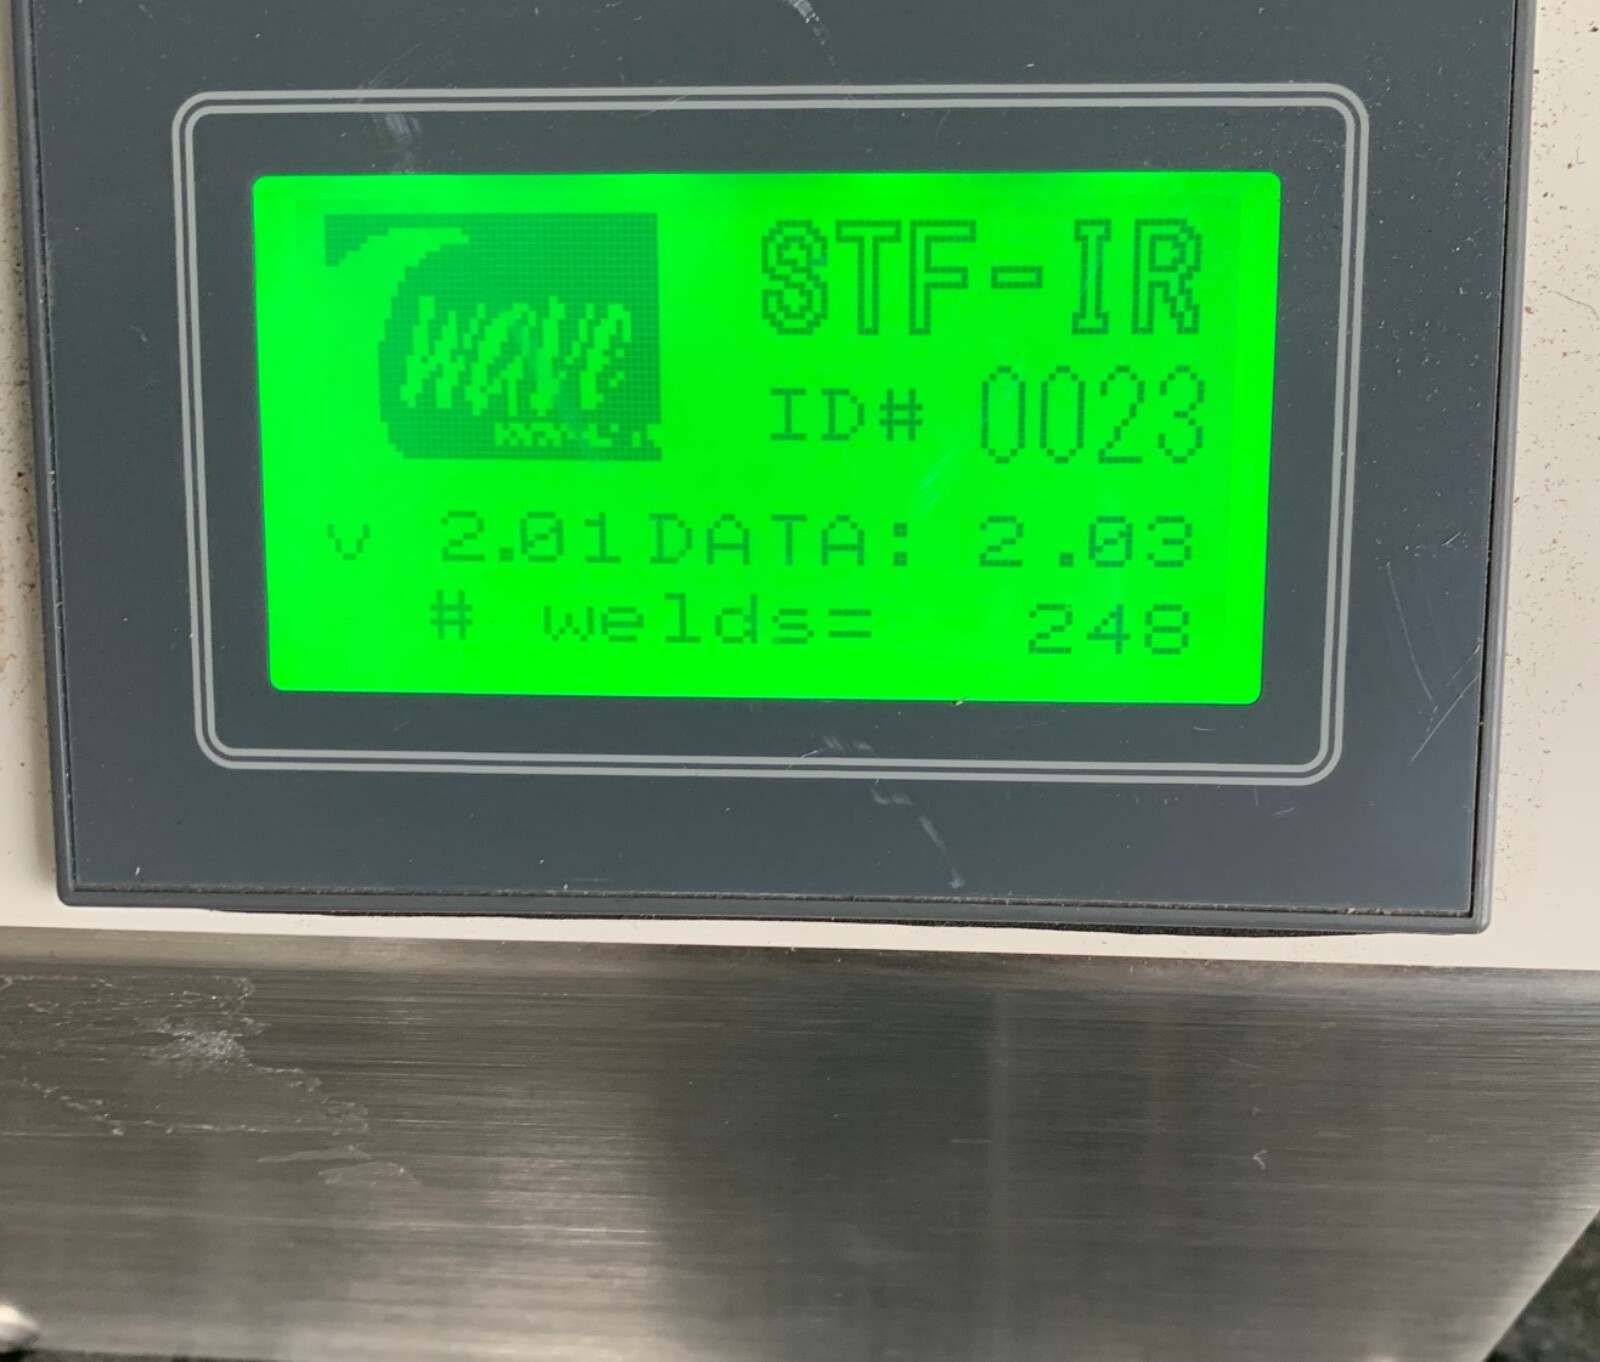 Wave
STF-IR
ID# 0023
v 2.01DATA: 2.03
# welds= 248